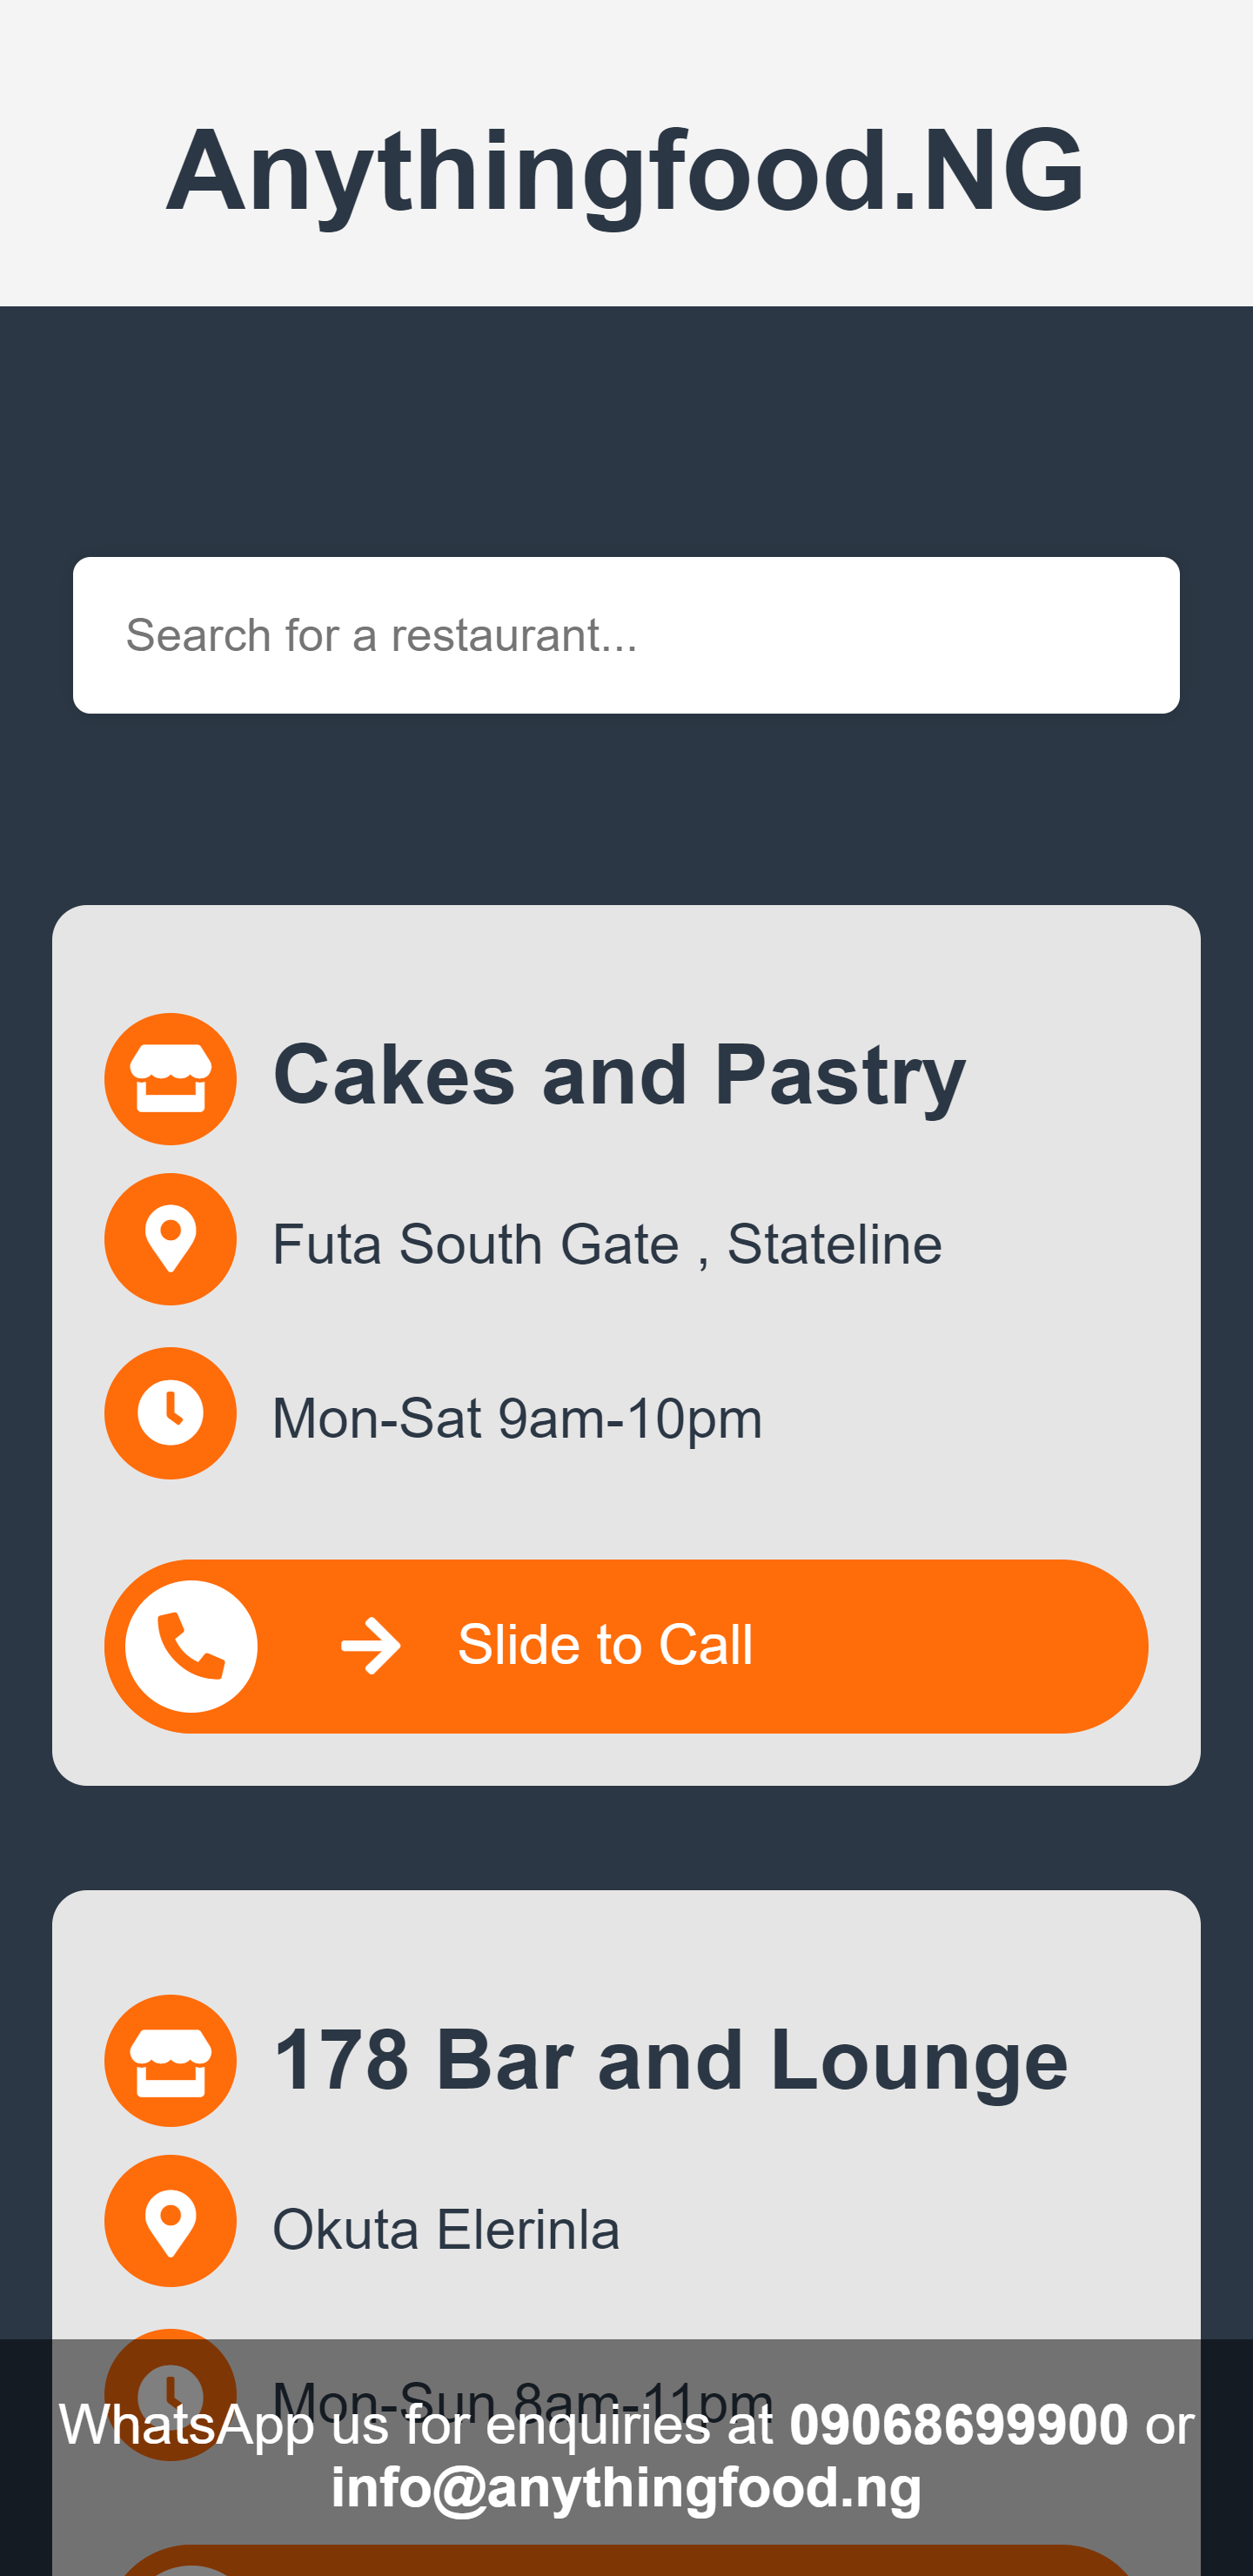 Anythingfood.NG
Search for a restaurant...
Cakes and Pastry
Futa South Gate , Stateline
Mon-Sat 9am-10pm
Slide to Call
178 Bar and Lounge
Okuta Elerinla
Mon-Sun 8am-11pm
WhatsApp us for enquiries at 09068699900 or
info@anythingfood.ng